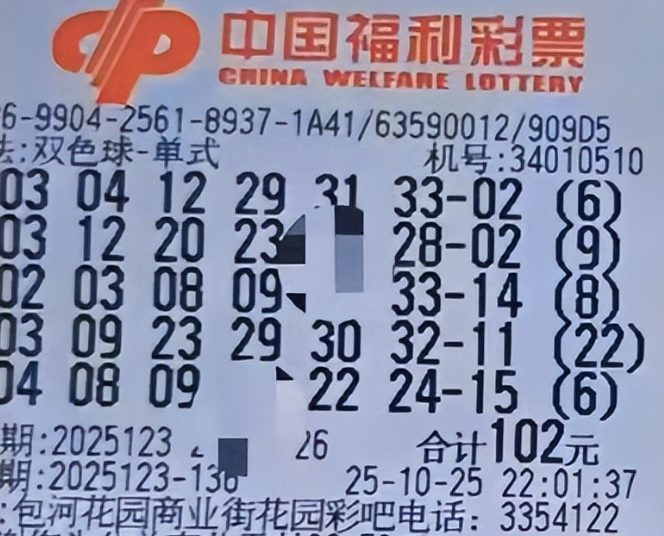 中国福利彩票
CHINA WELFARE LOTTERY
6-9904-2561-8937-1A41/63590012/909D5
:双色球-单式 机号:34010510
03 04 12 29 31 33-02 (6)
03 12 20 23 28-02 (9)
02 03 08 09 33-14 (8)
03 09 23 29 30 32-11 (22)
04 08 09 22 24-15 (6)
期:2025123 26 合计102元
期:2025123-13 25-10-25 22:01:37
:包河花园商业街花园彩吧电话: 3354122